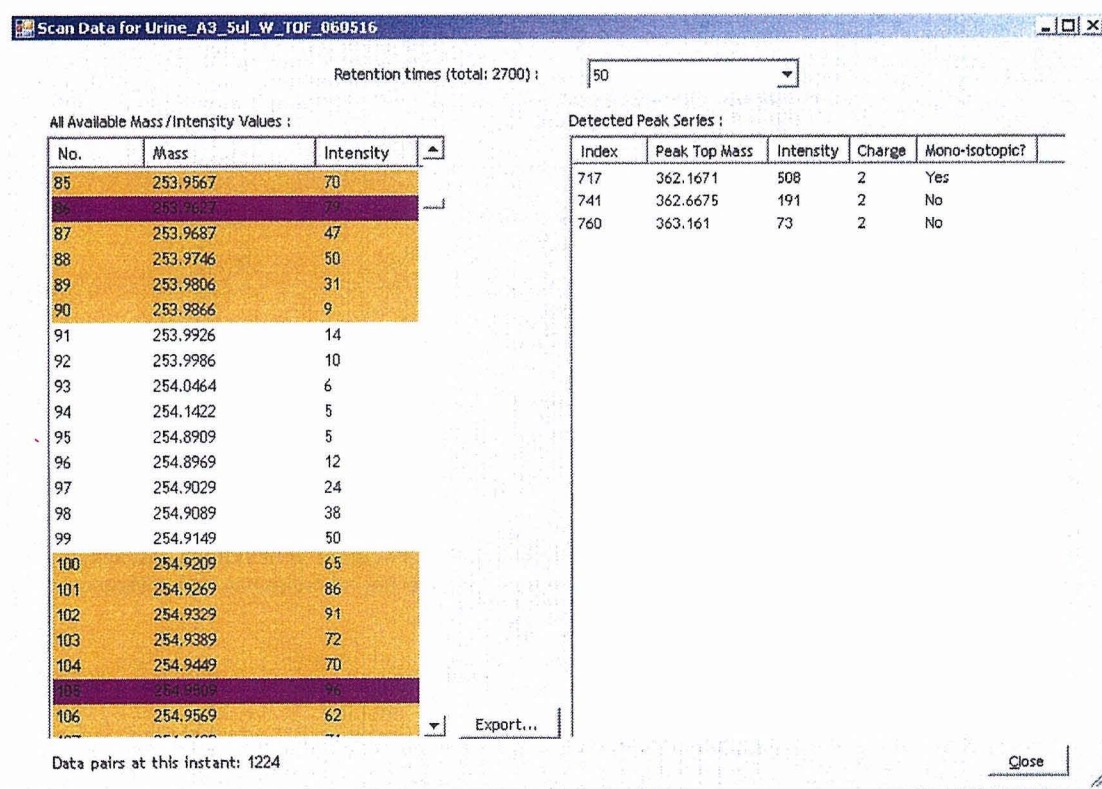 Scan Data for Urine_A3_5ul_W_TOF_060516
Retention times (total: 2700) : 50
All Available Mass/Intensity Values :
No. Mass Intensity
85 253.9567 70
86 253.9627 79
87 253.9687 47
88 253.9746 50
89 253.9806 31
90 253.9866 9
91 253.9926 14
92 253.9986 10
93 254.0464 6
94 254.1422 5
95 254.8909 5
96 254.8969 12
97 254.9029 24
98 254.9089 38
99 254.9149 50
100 254.9209 65
101 254.9269 86
102 254.9329 91
103 254.9389 72
104 254.9449 70
105 254.9509 96
106 254.9569 62
Detected Peak Series :
Index Peak Top Mass Intensity Charge Mono-isotopic?
717 362.1671 508 2 Yes
741 362.6675 191 2 No
760 363.161 73 2 No
Export...
Data pairs at this instant: 1224
Close